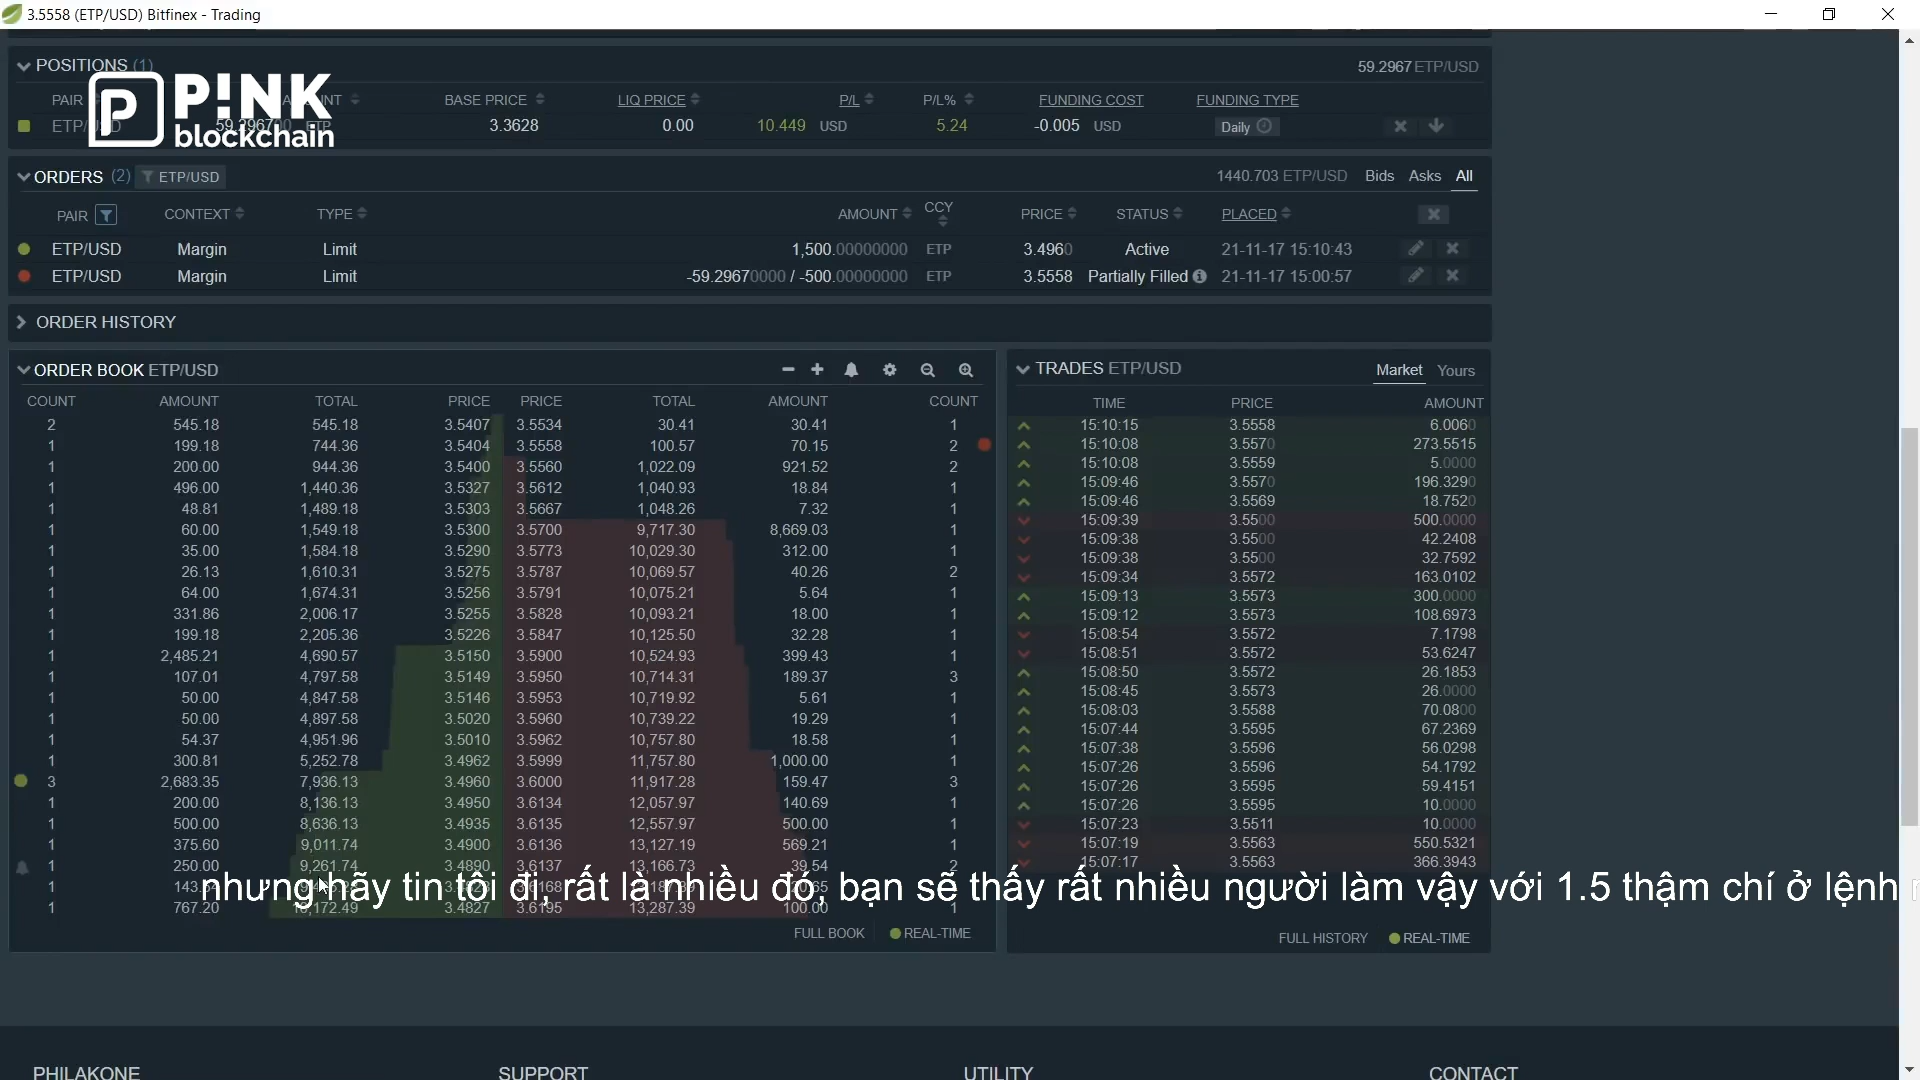 3.5558 (ETP/USD) Bitfinex - Trading
POSITIONS (1) 59.2967 ETP/USD
P!NK
blockchain
PAIR BASE PRICE LIQ PRICE P/L P/L% FUNDING COST FUNDING TYPE
3.3628 0.00 10.449 USD 5.24 -0.005 USD Daily
ORDERS (2) ETP/USD 1440.703 ETP/USD Bids Asks All
PAIR CONTEXT TYPE AMOUNT CCY PRICE STATUS PLACED
ETP/USD Margin Limit 1,500.00000000 ETP 3.4960 Active 21-11-17 15:10:43
ETP/USD Margin Limit -59.29670000 / -500.00000000 ETP 3.5558 Partially Filled 21-11-17 15:00:57
ORDER HISTORY
ORDER BOOK ETP/USD
COUNT AMOUNT TOTAL PRICE PRICE TOTAL AMOUNT COUNT
2 545.18 545.18 3.5407 3.5534 30.41 30.41 1
1 199.18 744.36 3.5404 3.5558 100.57 70.15 2
1 200.00 944.36 3.5400 3.5560 1,022.09 921.52 2
1 496.00 1,440.36 3.5327 3.5612 1,040.93 18.84 1
1 48.81 1,489.18 3.5303 3.5667 1,048.26 7.32 1
1 60.00 1,549.18 3.5300 3.5700 9,717.30 8,669.03 1
1 35.00 1,584.18 3.5290 3.5773 10,029.30 312.00 1
1 26.13 1,610.31 3.5275 3.5787 10,069.57 40.26 2
1 64.00 1,674.31 3.5256 3.5791 10,075.21 5.64 1
1 331.86 2,006.17 3.5255 3.5828 10,093.21 18.00 1
1 199.18 2,205.36 3.5226 3.5847 10,125.50 32.28 1
1 2,485.21 4,690.57 3.5150 3.5900 10,524.93 399.43 1
1 107.01 4,797.58 3.5149 3.5950 10,714.31 189.37 3
1 50.00 4,847.58 3.5146 3.5953 10,719.92 5.61 1
1 50.00 4,897.58 3.5020 3.5960 10,739.22 19.29 1
1 54.37 4,951.96 3.5010 3.5962 10,757.80 18.58 1
1 300.81 5,252.78 3.4962 3.5999 11,757.80 1,000.00 1
3 2,683.35 7,936.13 3.4960 3.6000 11,917.28 159.47 3
1 200.00 8,136.13 3.4950 3.6134 12,057.97 140.69 1
1 500.00 8,636.13 3.4935 3.6135 12,557.97 500.00 1
1 375.60 9,011.74 3.4900 3.6136 13,127.19 569.21 1
1 250.00 9,261.74 3.4890 3.6137 13,166.73 39.54 2
1 767.20 3.4827 3.6195 13,287.39 100.00 1
FULL BOOK REAL-TIME
TRADES ETP/USD Market Yours
TIME PRICE AMOUNT
15:10:15 3.5558 6.0060
15:10:08 3.5570 273.5515
15:10:08 3.5559 5.0000
15:09:46 3.5570 196.3290
15:09:46 3.5569 18.7520
15:09:39 3.5500 500.0000
15:09:38 3.5500 42.2408
15:09:38 3.5500 32.7592
15:09:34 3.5572 163.0102
15:09:13 3.5573 300.0000
15:09:12 3.5573 108.6973
15:08:54 3.5572 7.1798
15:08:51 3.5572 53.6247
15:08:50 3.5572 26.1853
15:08:45 3.5573 26.0000
15:08:03 3.5588 70.0800
15:07:44 3.5595 67.2369
15:07:38 3.5596 56.0298
15:07:26 3.5596 54.1792
15:07:26 3.5595 59.4151
15:07:26 3.5595 10.0000
15:07:23 3.5511 10.0000
15:07:19 3.5563 550.5321
15:07:17 3.5563 366.3943
FULL HISTORY REAL-TIME
nhưng hãy tin tôi đi, rất là nhiều đó, bạn sẽ thấy rất nhiều người làm vậy với 1.5 thậm chí ở lệnh
PHILAKONE SUPPORT UTILITY CONTACT